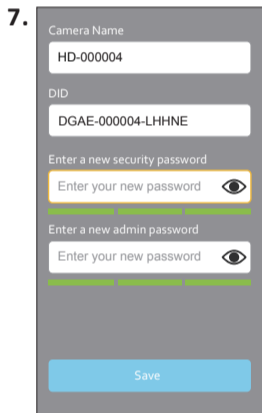 7.
Camera Name
HD-000004
DID
DGAE-000004-LHHNE
Enter a new security password
Enter your new password
Enter a new admin password
Enter your new password
Save